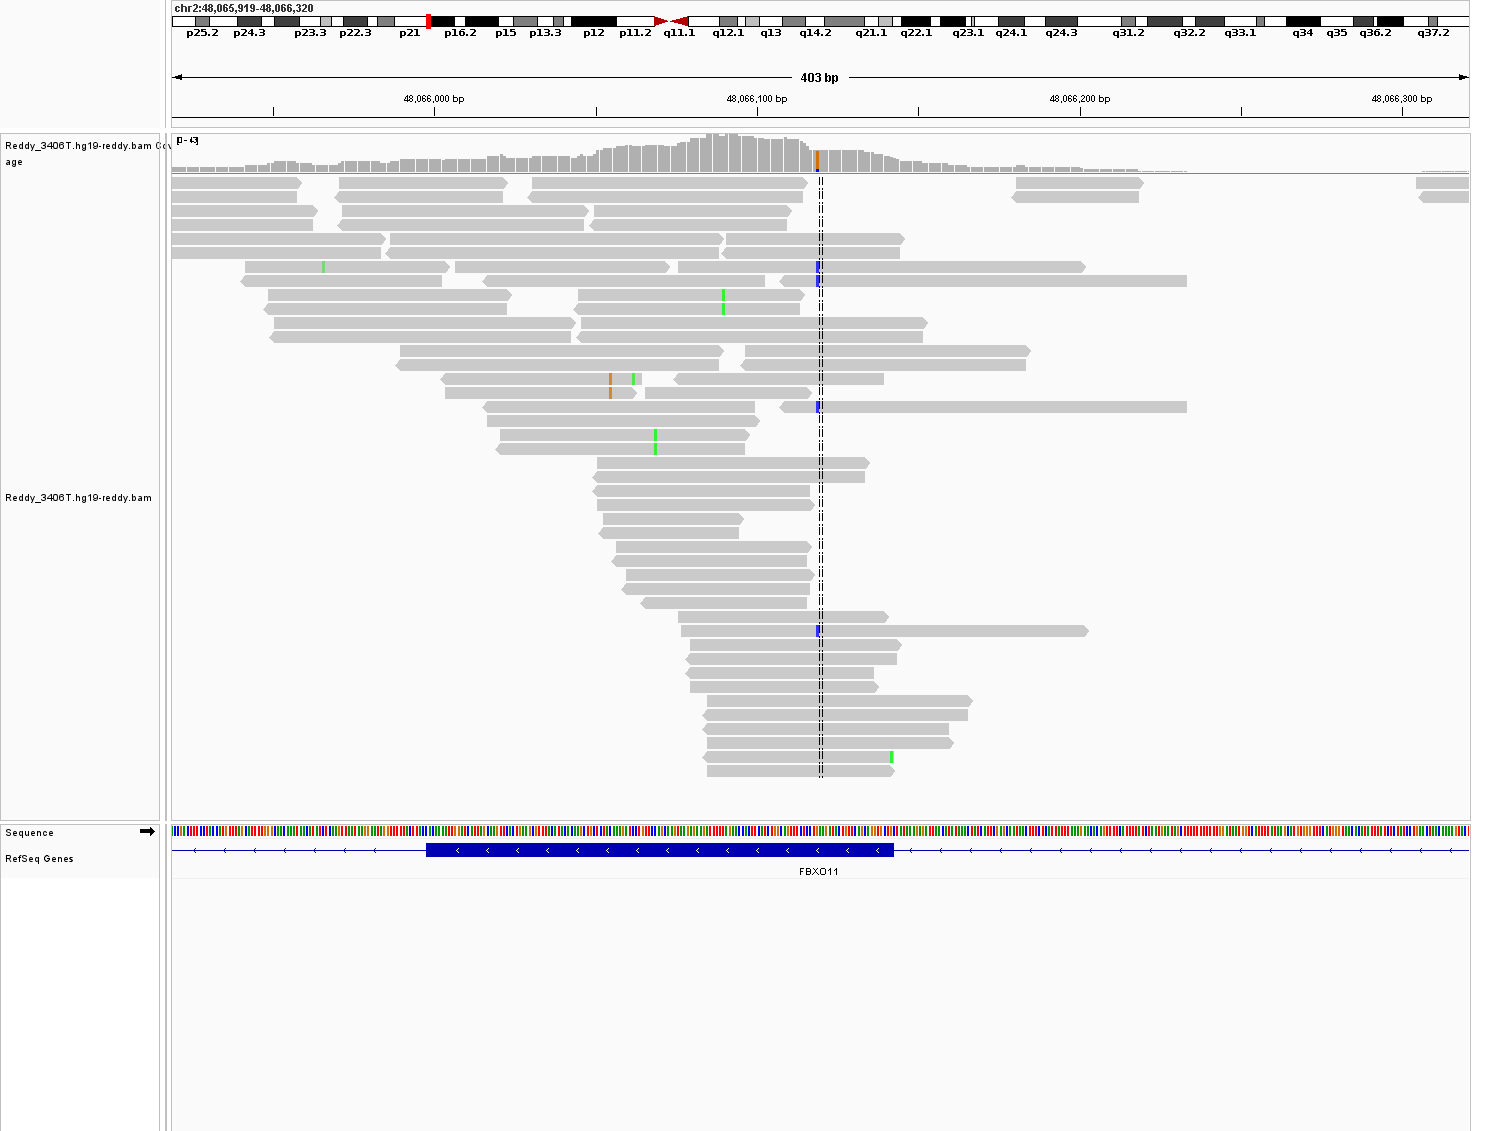 chr2:48,065,919-48,066,320
p25.2 p24.3 p23.3 p22.3 p21 p16.2 p15 p13.3 p12 p11.2 q11.1 q12.1 q13 q14.2 q21.1 q22.1 q23.1 q24.1 q24.3 q31.2 q32.2 q33.1 q34 q35 q36.2 q37.2
403 bp
48,066,000 bp 48,066,100 bp 48,066,200 bp 48,066,300 bp
Reddy_3406T.hg19-reddy.bam
age
Reddy_3406T.hg19-reddy.bam
Sequence
RefSeq Genes
FBXO11